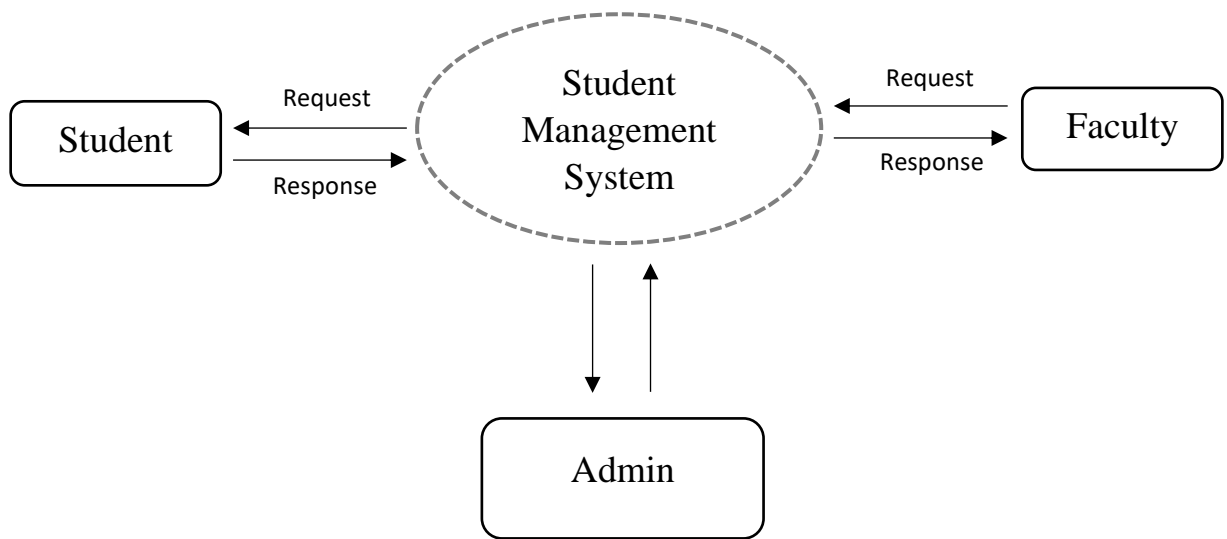 Student
Request
Response
Student
Management
System
Request
Response
Faculty
Admin